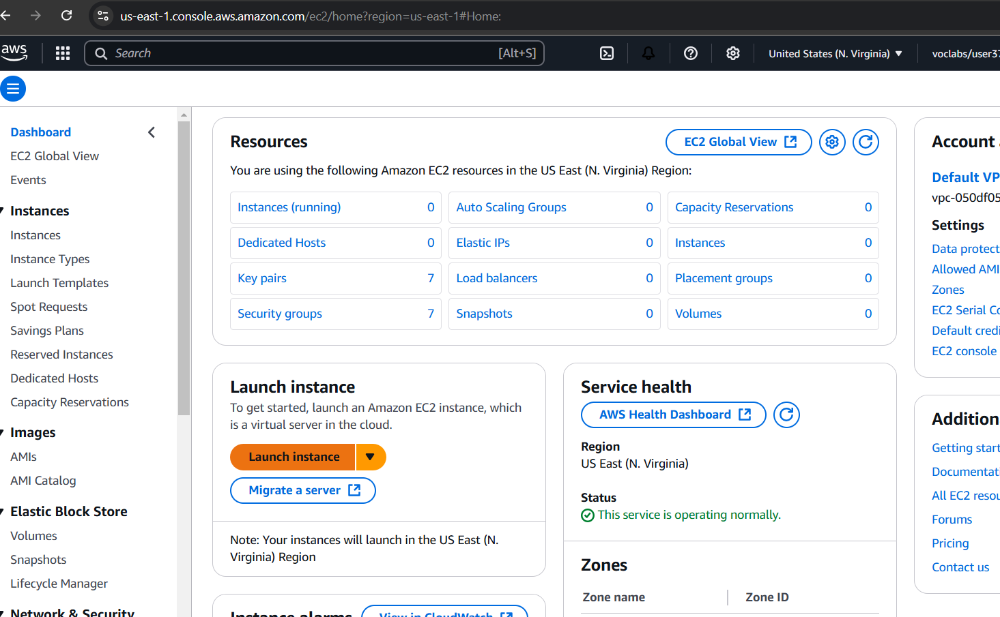 us-east-1.console.aws.amazon.com/ec2/home?region=us-east-1#Home:
aws
Search
[Alt+S]
United States (N. Virginia)
voclabs/user37
Dashboard
EC2 Global View
Events
Instances
Instances
Instance Types
Launch Templates
Spot Requests
Savings Plans
Reserved Instances
Dedicated Hosts
Capacity Reservations
Images
AMIs
AMI Catalog
Elastic Block Store
Volumes
Snapshots
Lifecycle Manager
Network & Security
Resources
EC2 Global View
You are using the following Amazon EC2 resources in the US East (N. Virginia) Region:
Instances (running) 0
Auto Scaling Groups 0
Capacity Reservations 0
Dedicated Hosts 0
Elastic IPs 0
Instances 0
Key pairs 7
Load balancers 0
Placement groups 0
Security groups 7
Snapshots 0
Volumes 0
Launch instance
To get started, launch an Amazon EC2 instance, which
is a virtual server in the cloud.
Launch instance
Migrate a server
Note: Your instances will launch in the US East (N.
Virginia) Region
Instance alarms
View in CloudWatch
Service health
AWS Health Dashboard
Region
US East (N. Virginia)
Status
This service is operating normally.
Zones
Zone name
Zone ID
Account
Default VP
vpc-050df05
Settings
Data protect
Allowed AMI
Zones
EC2 Serial Co
Default credi
EC2 console
Addition
Getting start
Documentati
All EC2 resou
Forums
Pricing
Contact us